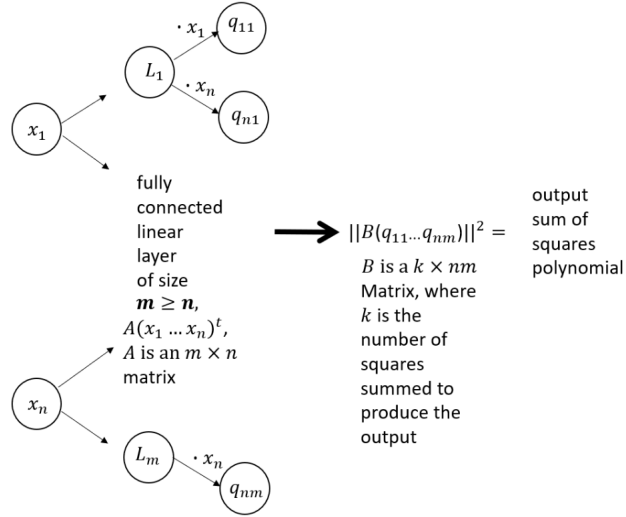 · x₁
q₁₁
L₁
· xₙ
qₙ₁
x₁
fully
connected
linear
layer
of size
m ≥ n,
A(x₁ … xₙ)ᵗ,
A is an m × n
matrix
||B(q₁₁…qₙₘ)||² =
B is a k × nm
Matrix, where
k is the
number of
squares
summed to
produce the
output
output
sum of
squares
polynomial
xₙ
Lₘ
· xₙ
qₙₘ